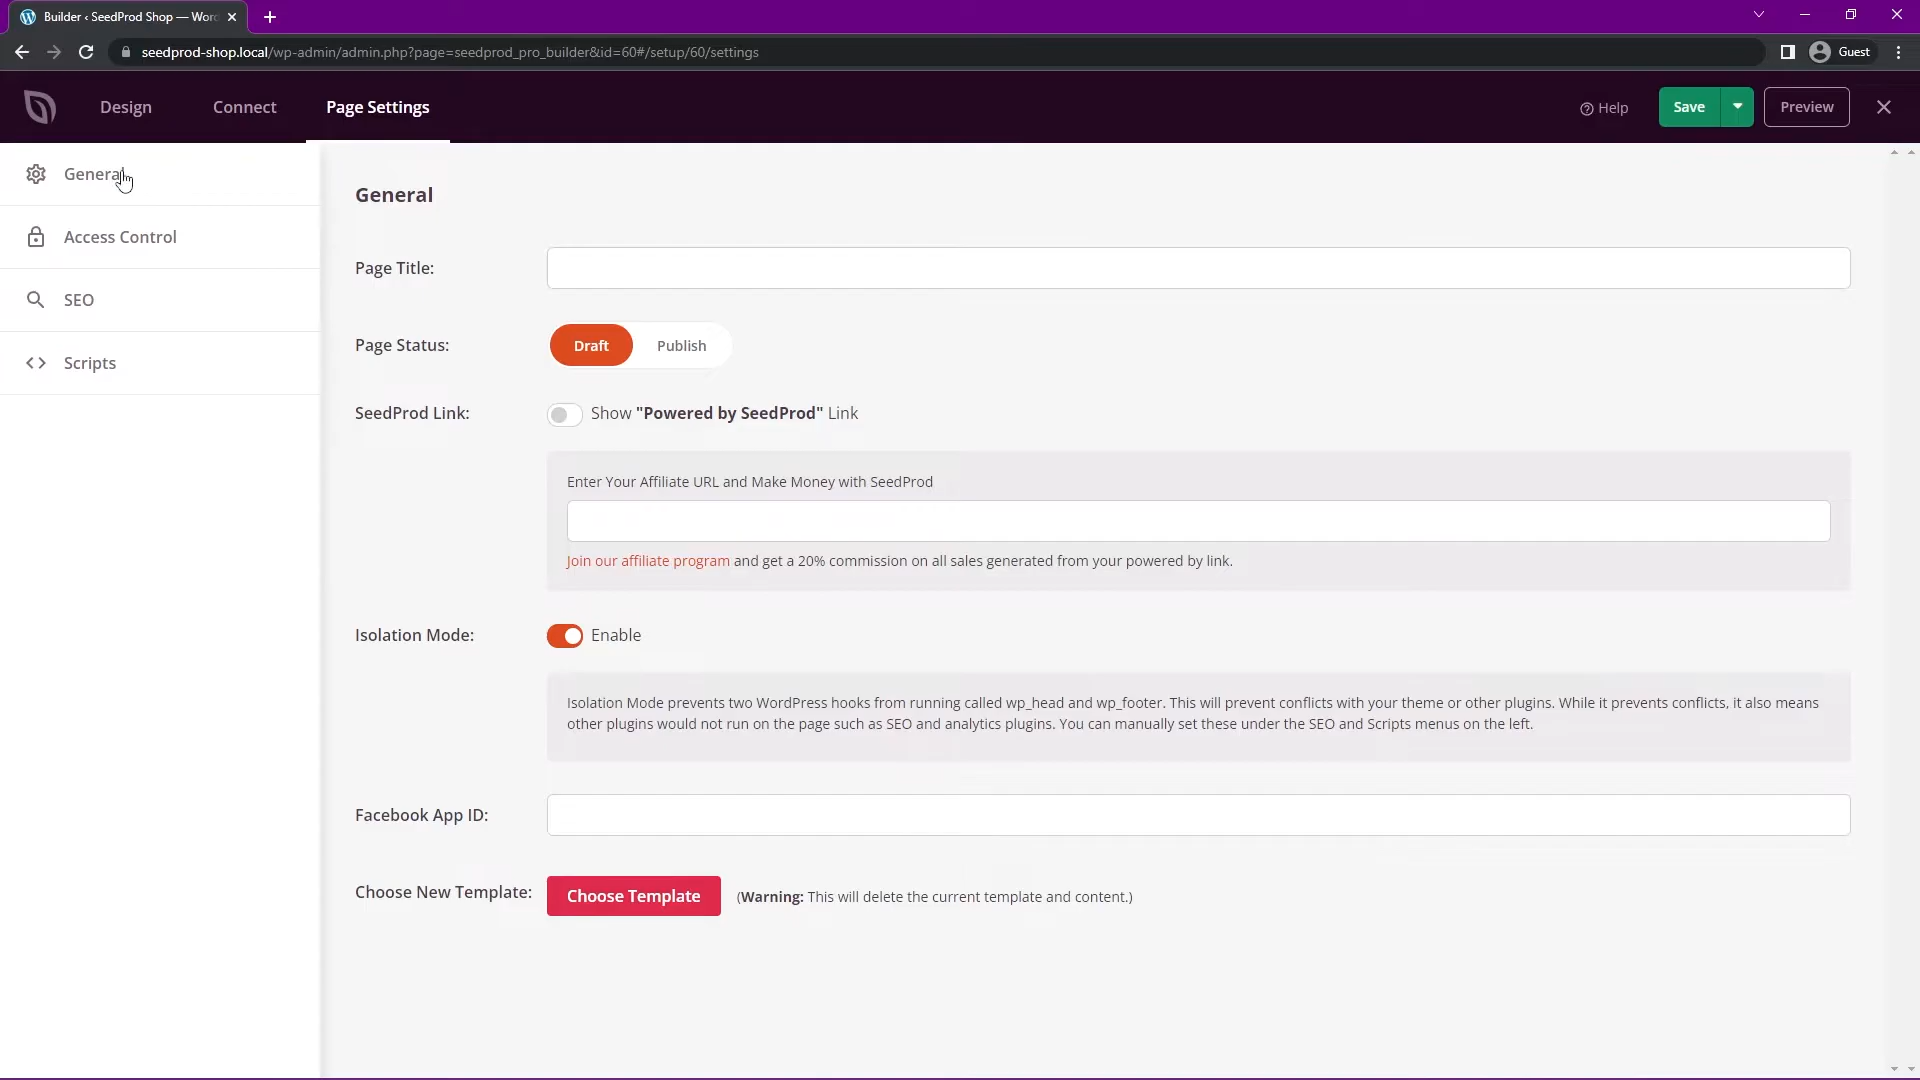 Builder ‹ SeedProd Shop — Wor
seedprod-shop.local/wp-admin/admin.php?page=seedprod_pro_builder&id=60#/setup/60/settings
Guest
Design
Connect
Page Settings
Help
Save
Preview
General
Access Control
SEO
Scripts
General
Page Title:
Page Status:
Draft
Publish
SeedProd Link:
Show "Powered by SeedProd" Link
Enter Your Affiliate URL and Make Money with SeedProd
Join our affiliate program and get a 20% commission on all sales generated from your powered by link.
Isolation Mode:
Enable
Isolation Mode prevents two WordPress hooks from running called wp_head and wp_footer. This will prevent conflicts with your theme or other plugins. While it prevents conflicts, it also means
other plugins would not run on the page such as SEO and analytics plugins. You can manually set these under the SEO and Scripts menus on the left.
Facebook App ID:
Choose New Template:
Choose Template
(Warning: This will delete the current template and content.)